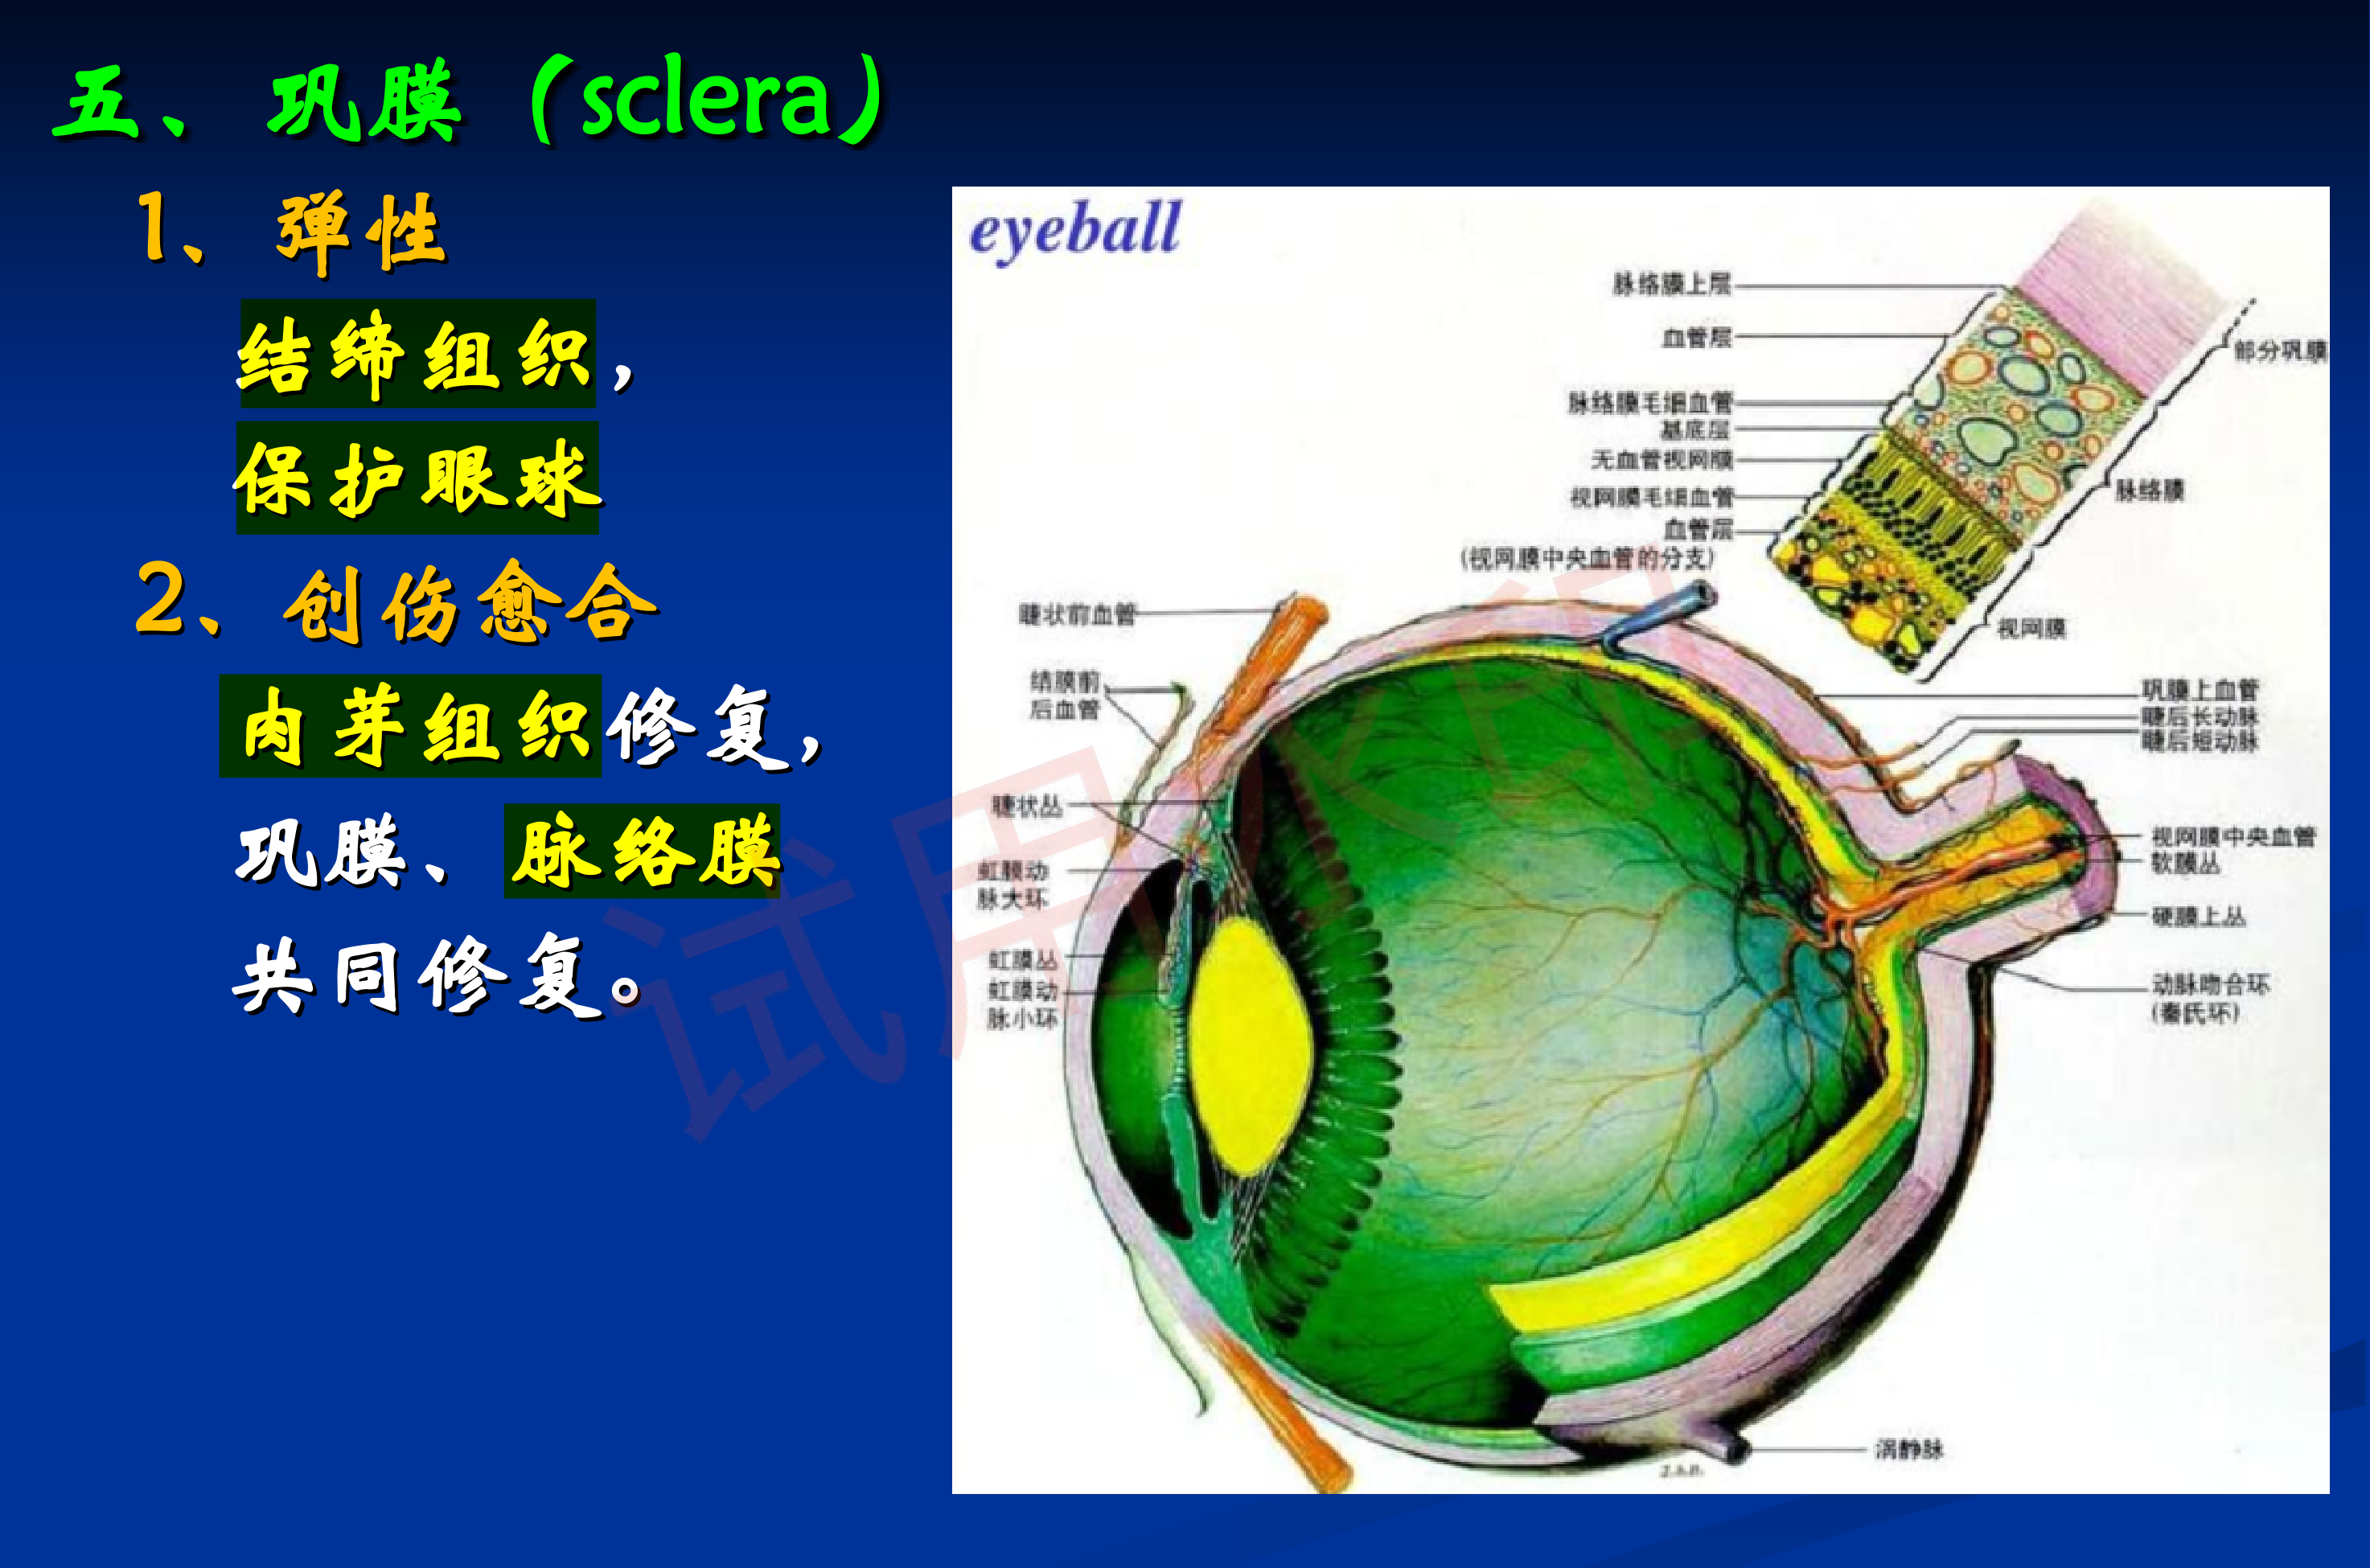 五、巩膜（sclera）
1、弹性
结缔组织，
保护眼球
2、创伤愈合
肉芽组织修复，
巩膜、脉络膜
共同修复。
eyeball
脉络膜上层
血管层
脉络膜毛细血管
基底层
无血管视网膜
视网膜毛细血管
血管层
(视网膜中央血管的分支)
部分巩膜
脉络膜
视网膜
睫状前血管
结膜前
后血管
睫状丛
虹膜动
脉大环
虹膜丛
虹膜动
脉小环
巩膜上血管
睫后长动脉
睫后短动脉
视网膜中央血管
软膜丛
硬膜上丛
动脉吻合环
(秦氏环)
涡静脉
试用水印